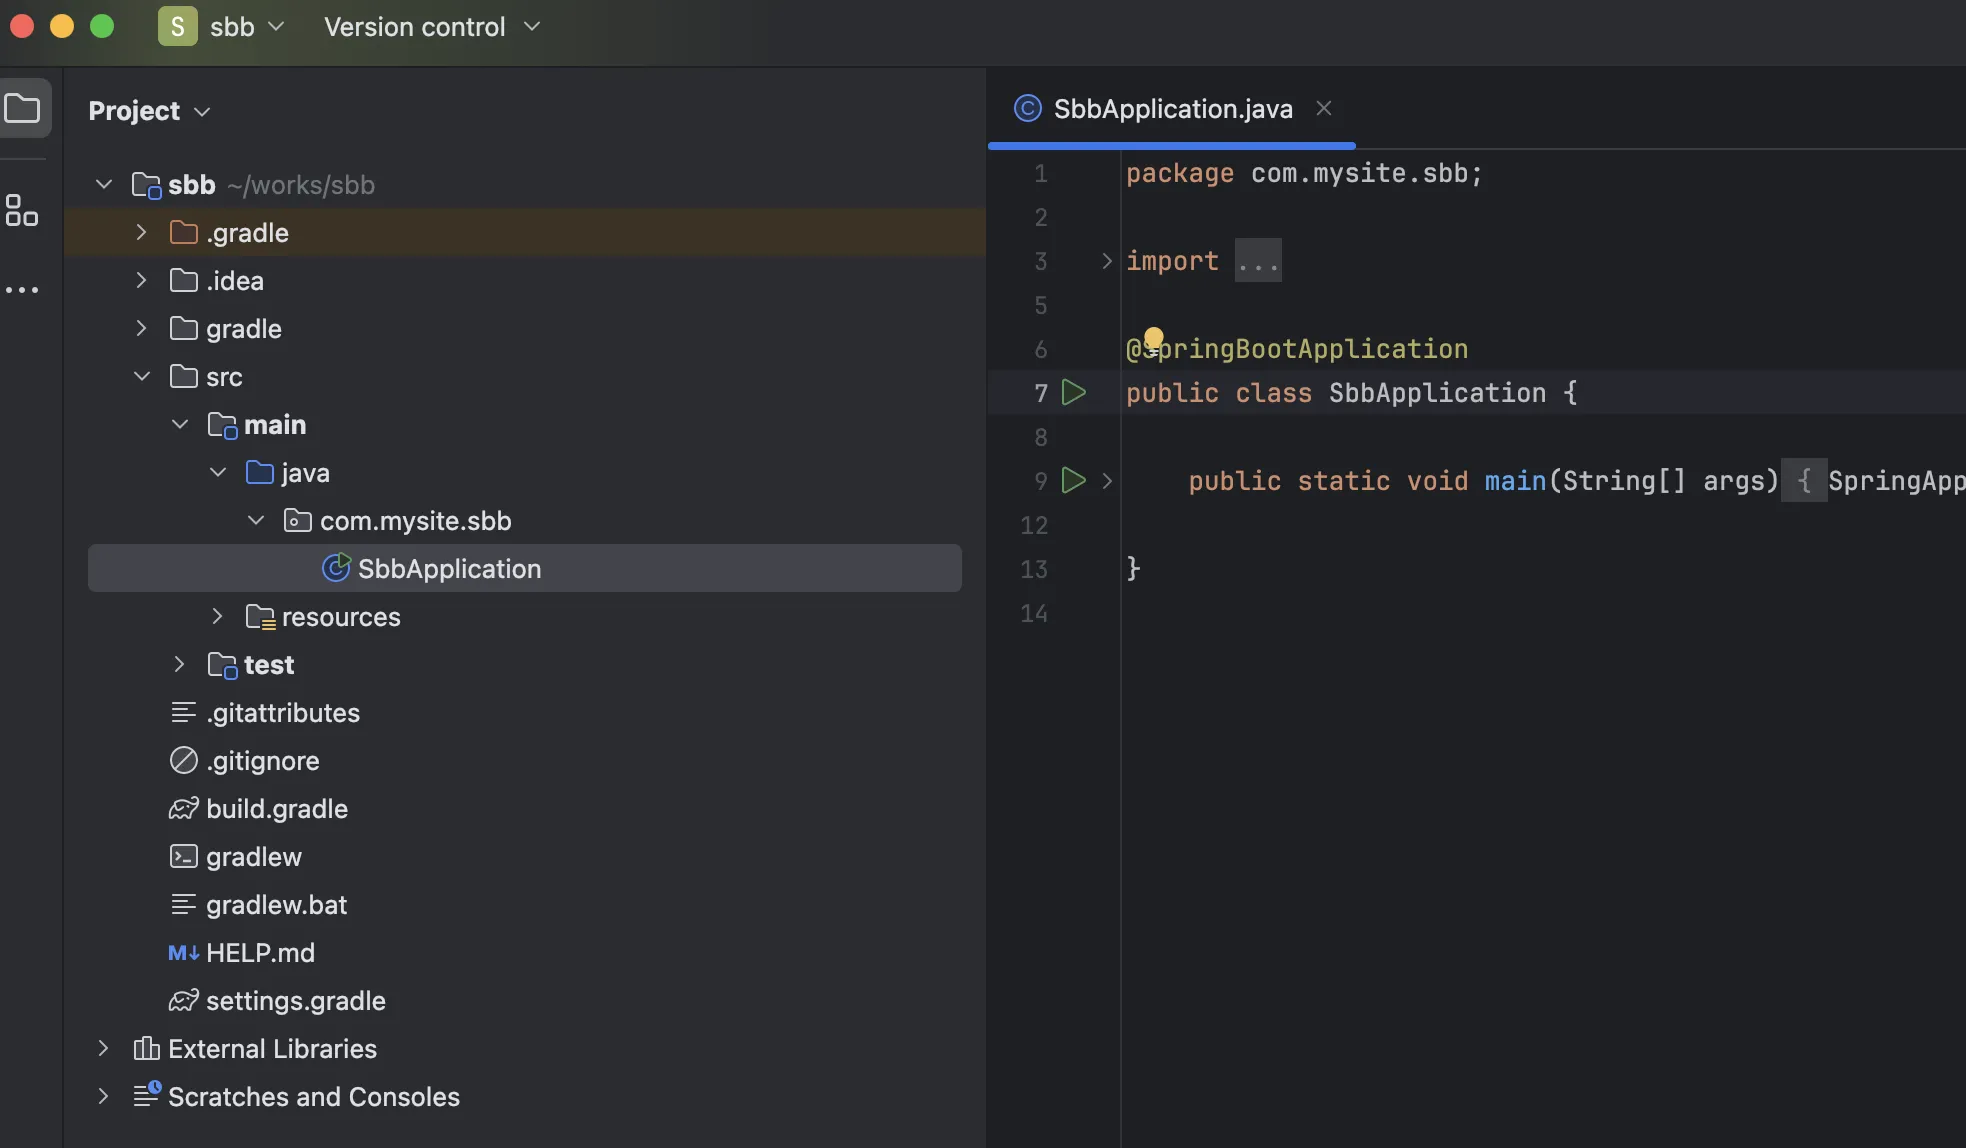 S sbb Version control
Project
sbb ~/works/sbb
.gradle
.idea
gradle
src
main
java
com.mysite.sbb
SbbApplication
resources
test
.gitattributes
.gitignore
build.gradle
gradlew
gradlew.bat
M↓ HELP.md
settings.gradle
External Libraries
Scratches and Consoles
C SbbApplication.java
1 package com.mysite.sbb;
2
3 import ...
5
6 @SpringBootApplication
7 public class SbbApplication {
8
9 public static void main(String[] args) { SpringApp
12
13 }
14